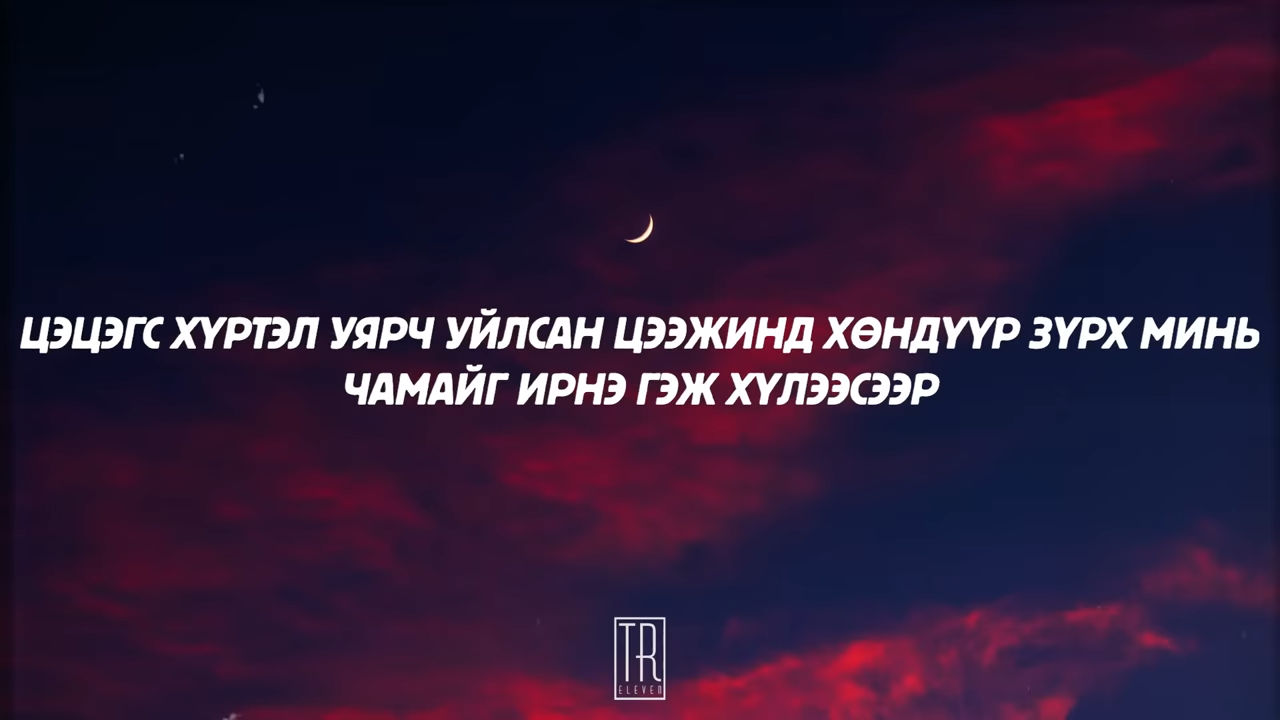 ЦЭЦЭГС ХҮРТЭЛ УЯРЧ УЙЛСАН ЦЭЭЖИНД ХӨНДҮҮР ЗҮРХ МИНЬ
ЧАМАЙГ ИРНЭ ГЭЖ ХҮЛЭЭСЭЭР
TR
ELEVEN